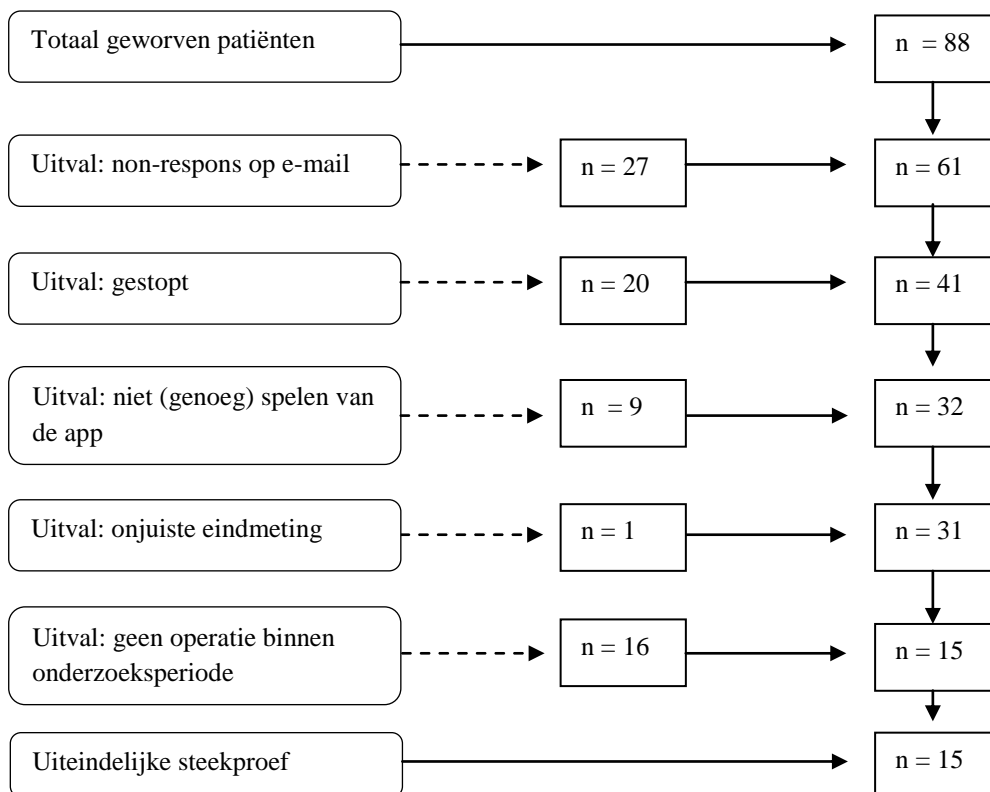 Totaal geworven patiënten
n = 88
Uitval: non-respons op e-mail
n = 27
n = 61
Uitval: gestopt
n = 20
n = 41
Uitval: niet (genoeg) spelen van
de app
n = 9
n = 32
Uitval: onjuiste eindmeting
n = 1
n = 31
Uitval: geen operatie binnen
onderzoeksperiode
n = 16
n = 15
Uiteindelijke steekproef
n = 15